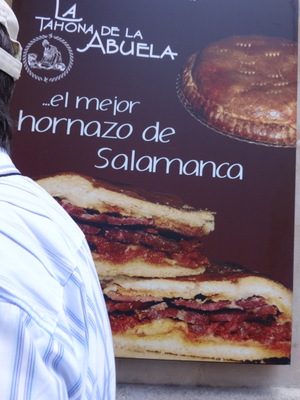 LA
TAHONA DE LA
ABUELA
...el mejor
hornazo de
Salamanca